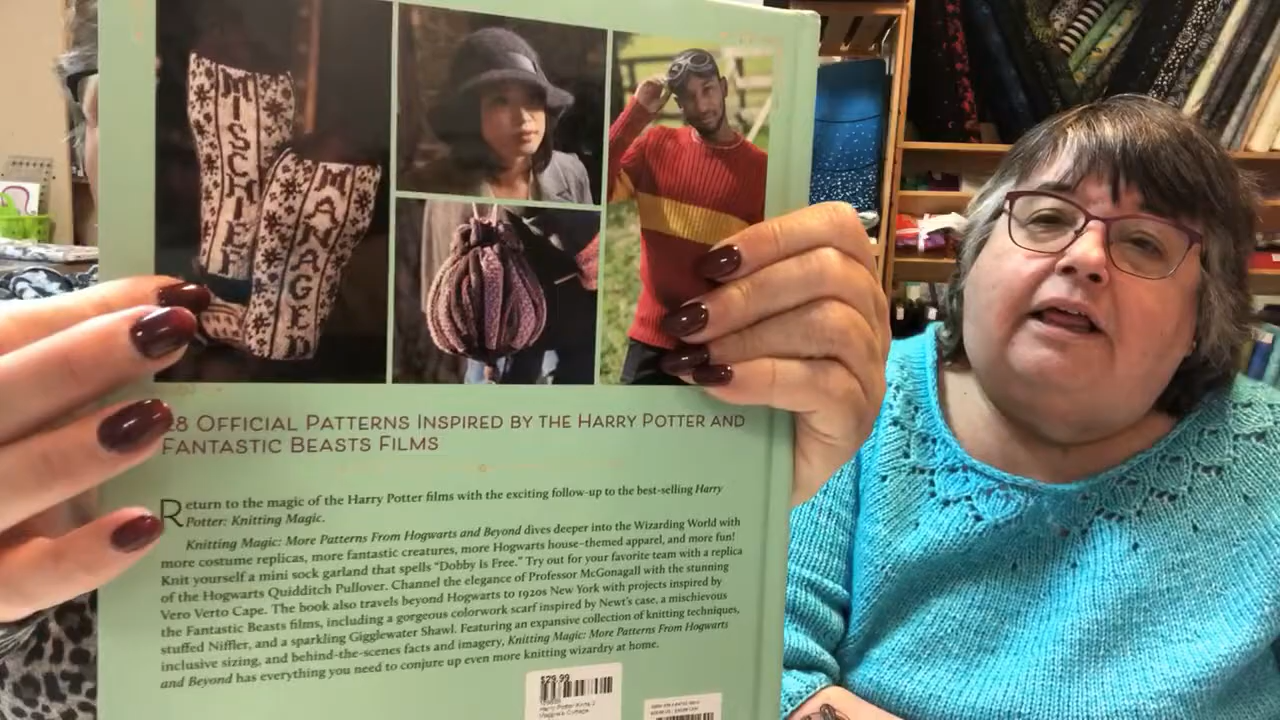 MISCHIEF
MANAGED
28 OFFICIAL PATTERNS INSPIRED BY THE HARRY POTTER AND
FANTASTIC BEASTS FILMS
Return to the magic of the Harry Potter films with the exciting follow-up to the best-selling Harry
Potter: Knitting Magic.
Knitting Magic: More Patterns From Hogwarts and Beyond dives deeper into the Wizarding World with
more costume replicas, more fantastic creatures, more Hogwarts house–themed apparel, and more fun!
Knit yourself a mini sock garland that spells “Dobby Is Free.” Try out for your favorite team with a replica
of the Hogwarts Quidditch Pullover. Channel the elegance of Professor McGonagall with the stunning
Vero Verto Cape. The book also travels beyond Hogwarts to 1920s New York with projects inspired by
the Fantastic Beasts films, including a gorgeous colorwork scarf inspired by Newt’s case, a mischievous
stuffed Niffler, and a sparkling Gigglewater Shawl. Featuring an expansive collection of knitting techniques,
inclusive sizing, and behind-the-scenes facts and imagery, Knitting Magic: More Patterns From Hogwarts
and Beyond has everything you need to conjure up even more knitting wizardry at home.
$29.99
Harry Potter Knits 2